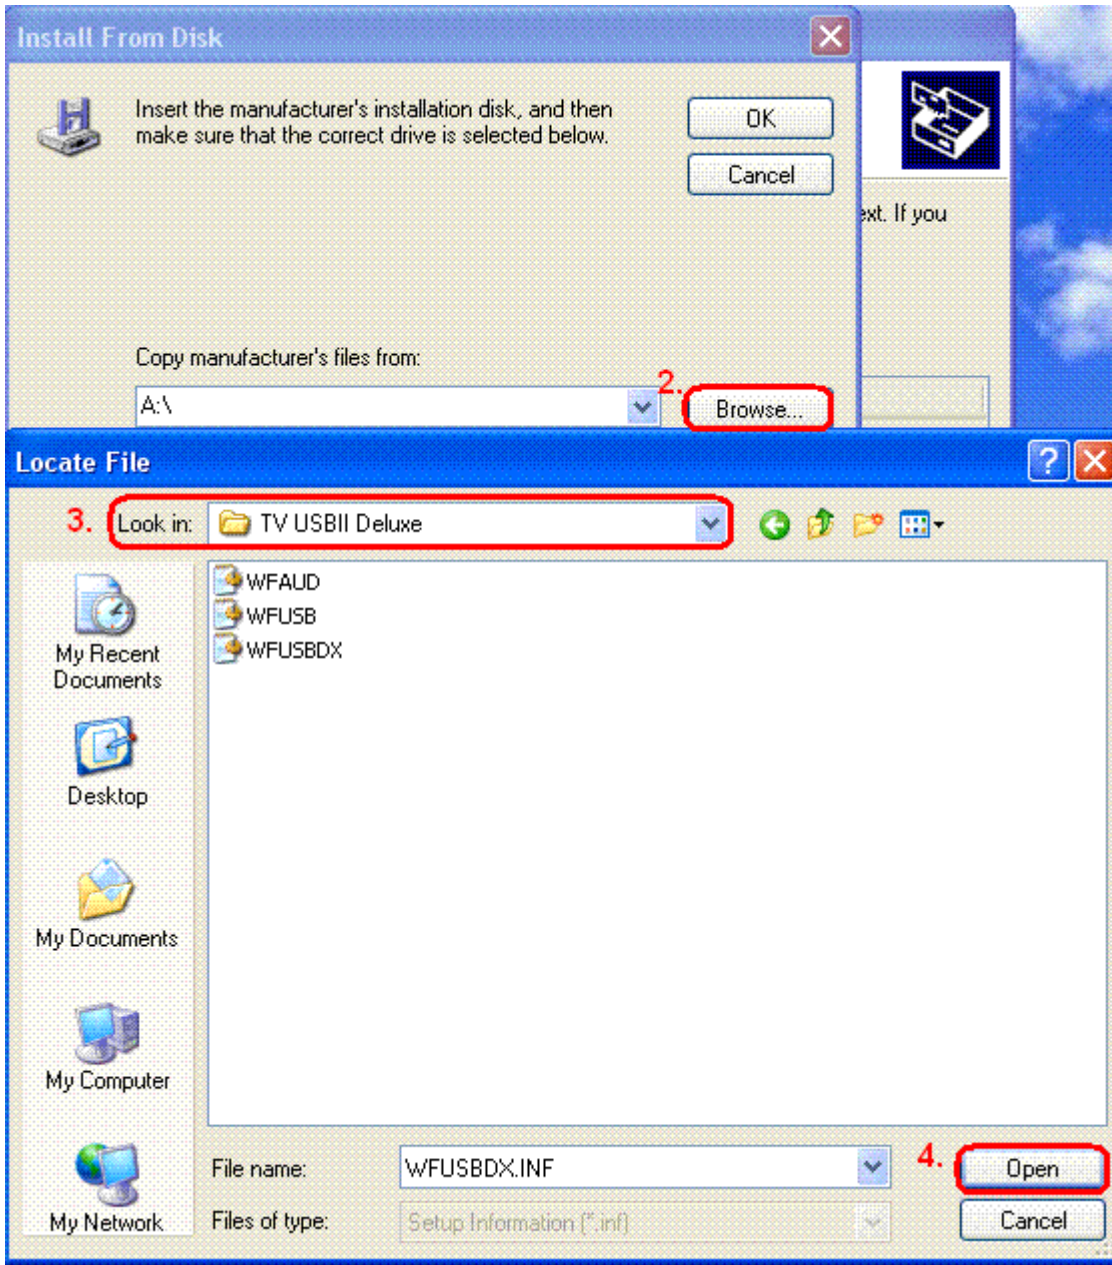 Install From Disk
Insert the manufacturer's installation disk, and then
make sure that the correct drive is selected below.
OK
Cancel
ext. If you
Copy manufacturer's files from:
A:\
2.
Browse...
Locate File
3.
Look in:
TV USBII Deluxe
WFAUD
WFUSB
WFUSBDX
My Recent
Documents
Desktop
My Documents
My Computer
My Network
File name:
WFUSBDX.INF
4.
Open
Files of type:
Setup Information (*.inf)
Cancel